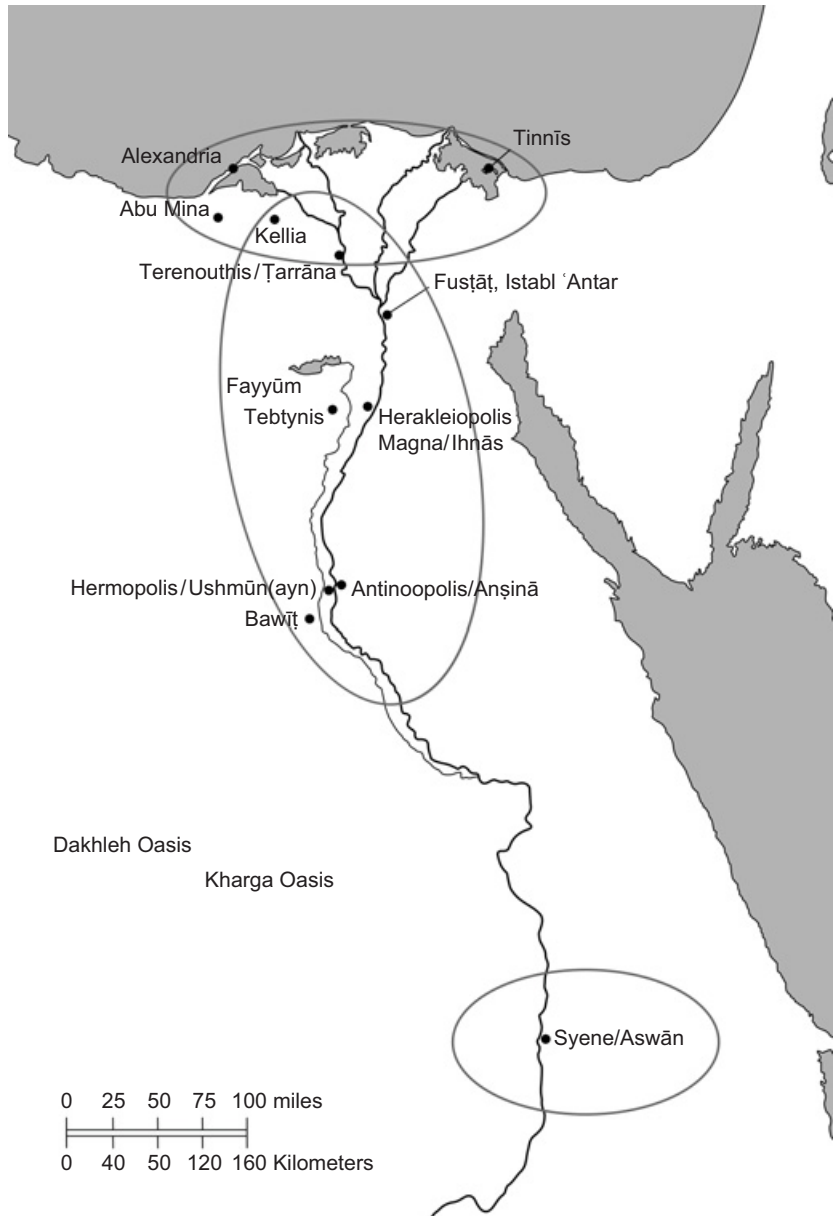 Tinnīs
Alexandria
Abu Mina
Kellia
Terenouthis/Ṭarrāna
Fusṭāṭ, Istabl ʿAntar
Fayyūm
Tebtynis
Herakleiopolis
Magna/Ihnās
Hermopolis/Ushmūn(ayn)
Antinoopolis/Anṣinā
Bawīṭ
Dakhleh Oasis
Kharga Oasis
Syene/Aswān
0 25 50 75 100 miles
0 40 50 120 160 Kilometers